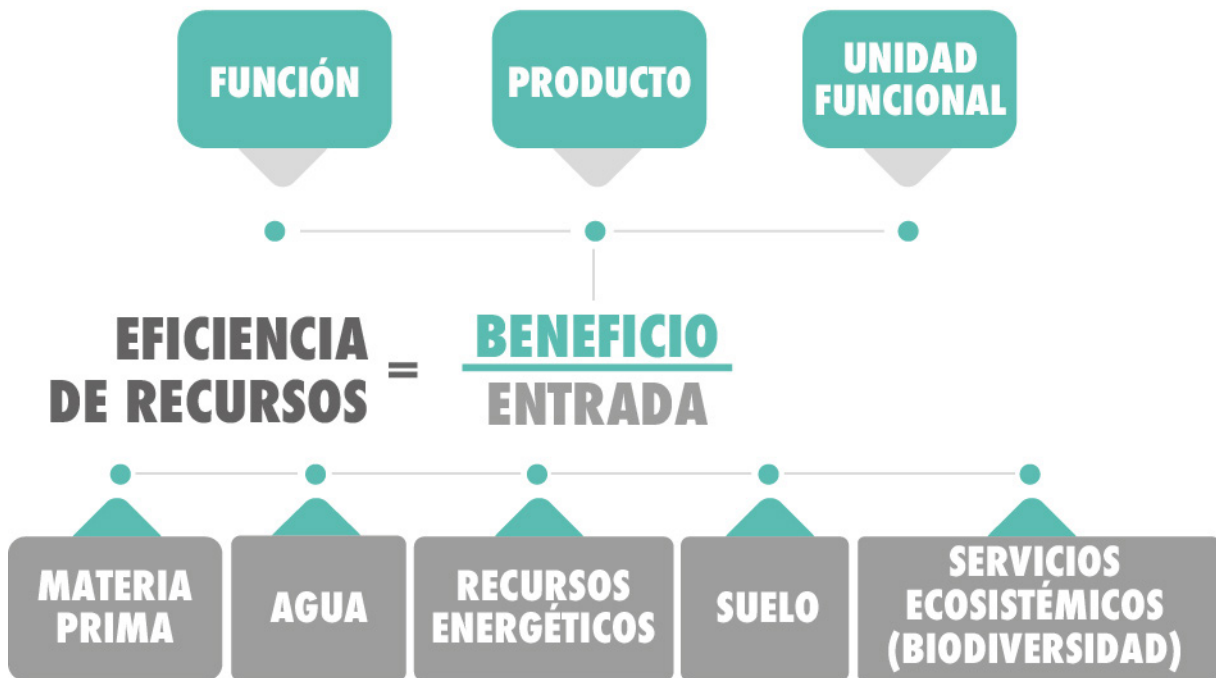 FUNCIÓN
PRODUCTO
UNIDAD
FUNCIONAL
EFICIENCIA
DE RECURSOS
=
BENEFICIO
ENTRADA
MATERIA
PRIMA
AGUA
RECURSOS
ENERGÉTICOS
SUELO
SERVICIOS
ECOSISTÉMICOS
(BIODIVERSIDAD)